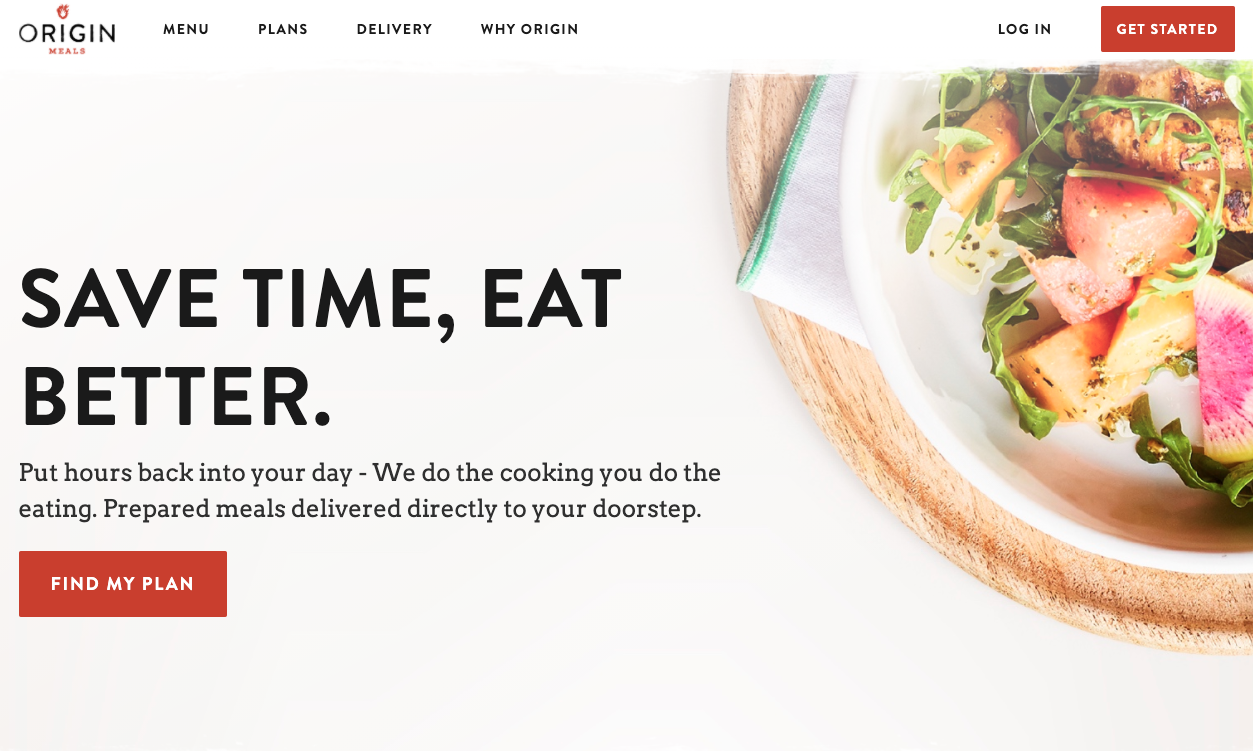 ORIGIN
MEALS
MENU PLANS DELIVERY WHY ORIGIN LOG IN GET STARTED
SAVE TIME, EAT
BETTER.
Put hours back into your day - We do the cooking you do the
eating. Prepared meals delivered directly to your doorstep.
FIND MY PLAN